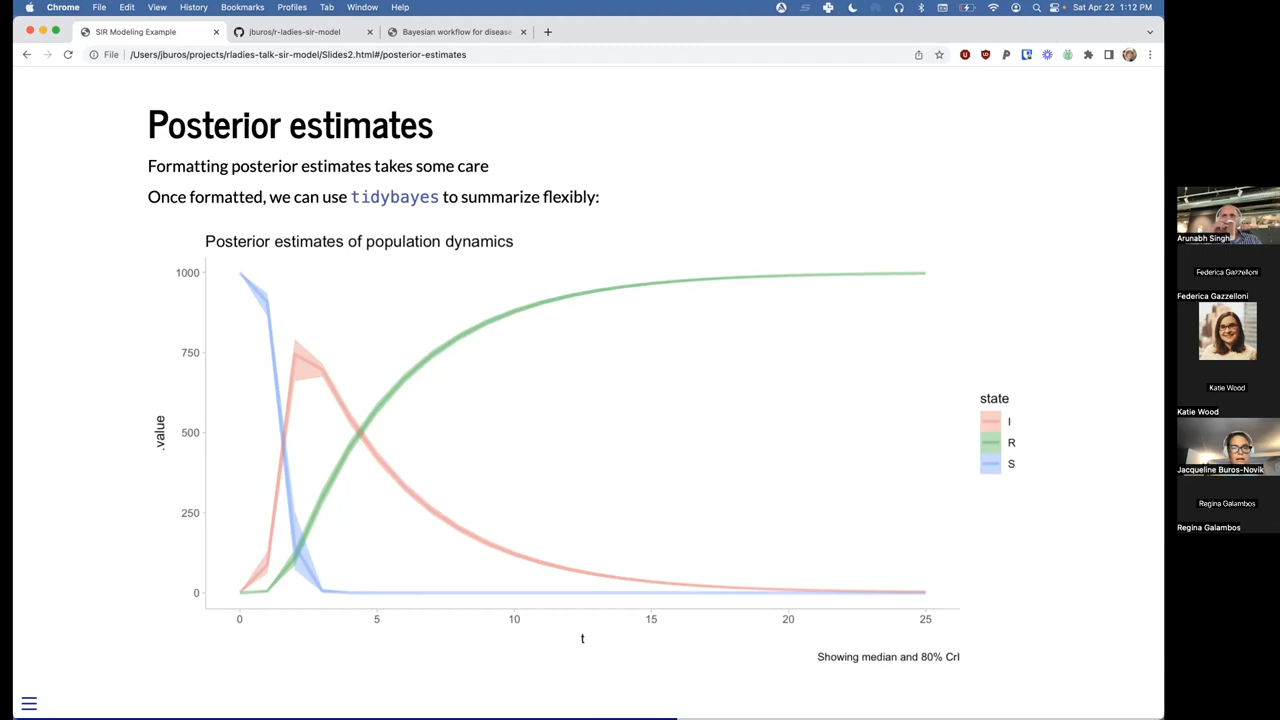 Chrome File Edit View History Bookmarks Profiles Tab Window Help Sat Apr 22 1:12 PM
SIR Modeling Example jburos/r-ladies-sir-model Bayesian workflow for disease
File /Users/jburos/projects/rladies-talk-sir-model/Slides2.html#/posterior-estimates
Posterior estimates
Formatting posterior estimates takes some care
Once formatted, we can use tidybayes to summarize flexibly:
Posterior estimates of population dynamics
1000
750
500
250
0
.value
0 5 10 15 20 25
t
state
I
R
S
Showing median and 80% CrI
Arunabh Singh
Federica Gazzelloni
Federica Gazzelloni
Katie Wood
Katie Wood
Jacqueline Buros-Novik
Regina Galambos
Regina Galambos